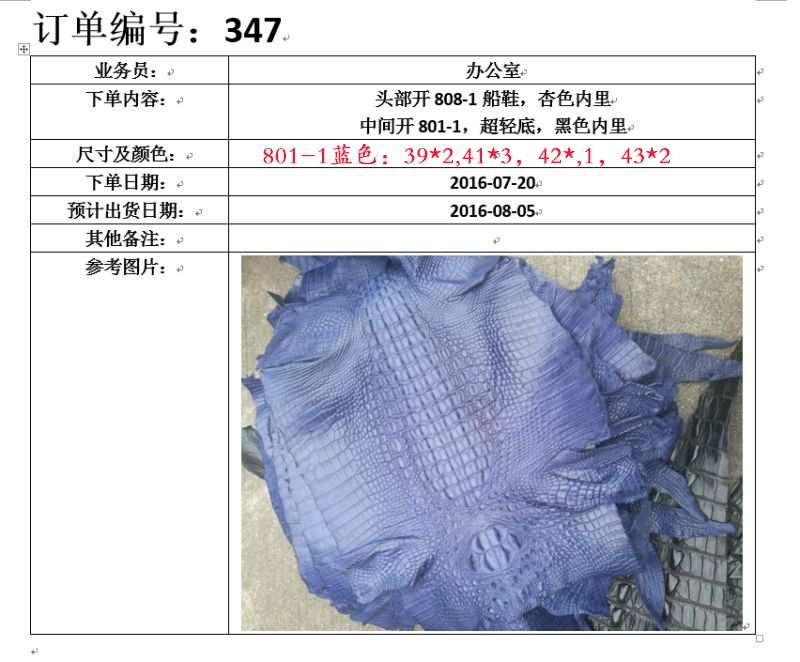 订单编号：347
业务员： 办公室
下单内容： 头部开 808-1 船鞋，杏色内里
中间开 801-1，超轻底，黑色内里
尺寸及颜色： 801-1蓝色：39*2,41*3，42*,1，43*2
下单日期： 2016-07-20
预计出货日期： 2016-08-05
其他备注：
参考图片：